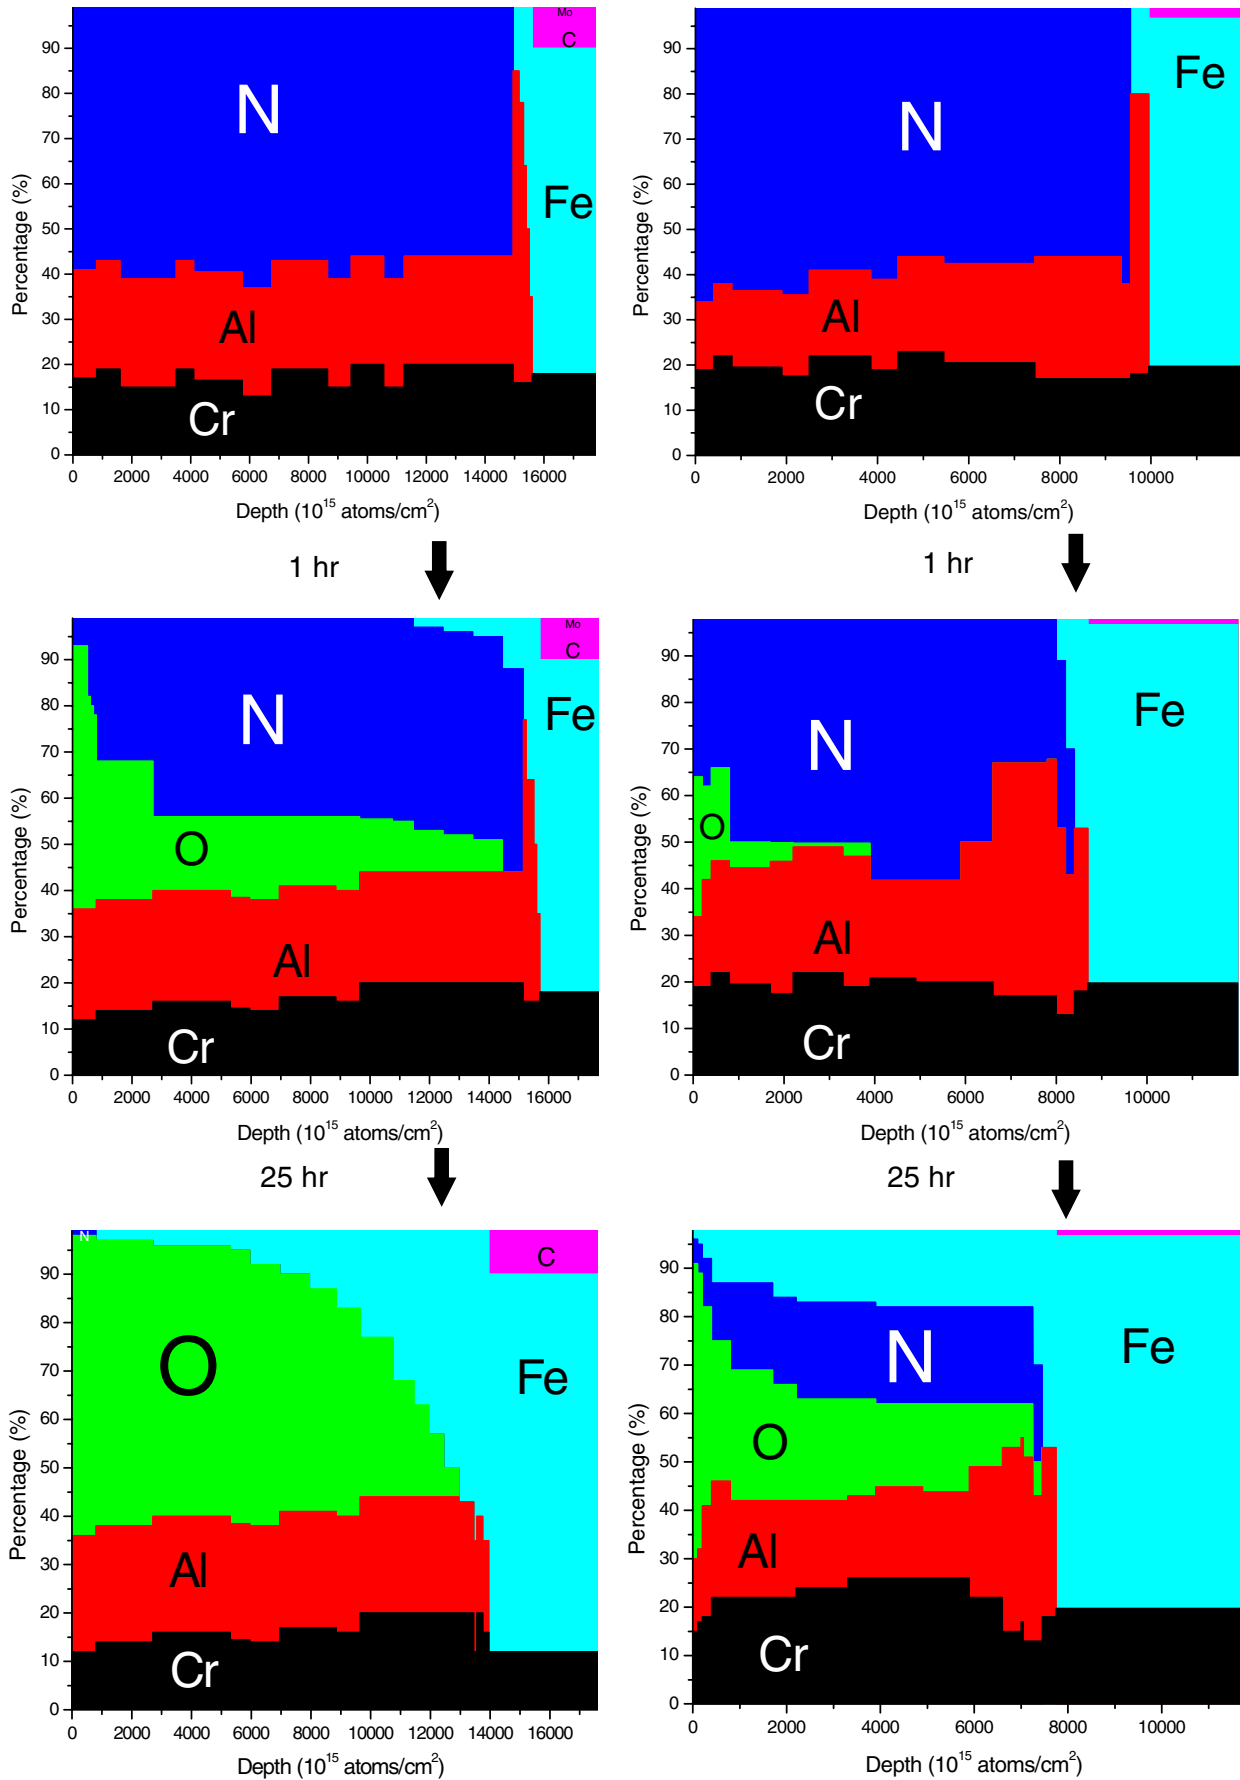 Mo
C
90
80
N
70
60
Fe
50
40
30
Al
20
10
Cr
0
Percentage (%)
0 2000 4000 6000 8000 10000 12000 14000 16000
Depth (10^15 atoms/cm^2)
90
Fe
80
N
70
60
50
40
30
Al
20
10
Cr
0
Percentage (%)
0 2000 4000 6000 8000 10000
Depth (10^15 atoms/cm^2)
1 hr
1 hr
Mo
C
90
80
N
Fe
70
60
50
O
40
30
Al
20
10
Cr
0
Percentage (%)
0 2000 4000 6000 8000 10000 12000 14000 16000
Depth (10^15 atoms/cm^2)
90
80
Fe
70
N
60
O
50
40
30
Al
20
10
Cr
0
Percentage (%)
0 2000 4000 6000 8000 10000
Depth (10^15 atoms/cm^2)
25 hr
25 hr
N
C
90
80
70
O
Fe
60
50
40
30
Al
20
10
Cr
0
Percentage (%)
0 2000 4000 6000 8000 10000 12000 14000 16000
Depth (10^15 atoms/cm^2)
90
80
Fe
70
N
60
O
50
40
30
Al
20
10
Cr
0
Percentage (%)
0 2000 4000 6000 8000 10000
Depth (10^15 atoms/cm^2)